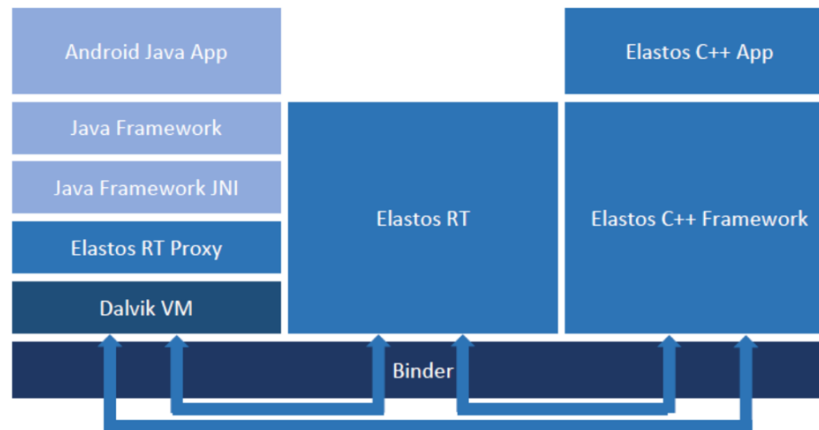 Android Java App
Elastos C++ App
Java Framework
Java Framework JNI
Elastos RT
Elastos C++ Framework
Elastos RT Proxy
Dalvik VM
Binder